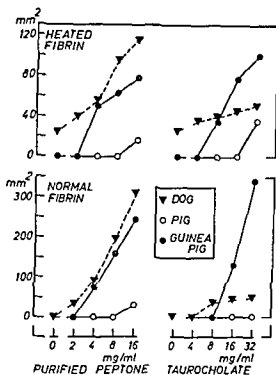 mm²
HEATED
FIBRIN
120
80
40
0
mm²
NORMAL
FIBRIN
300
200
100
0
DOG
PIG
GUINEA
PIG
0 2 4 8 16
mg/ml
PURIFIED PEPTONE
0 4 8 16 32
mg/ml
TAUROCHOLATE